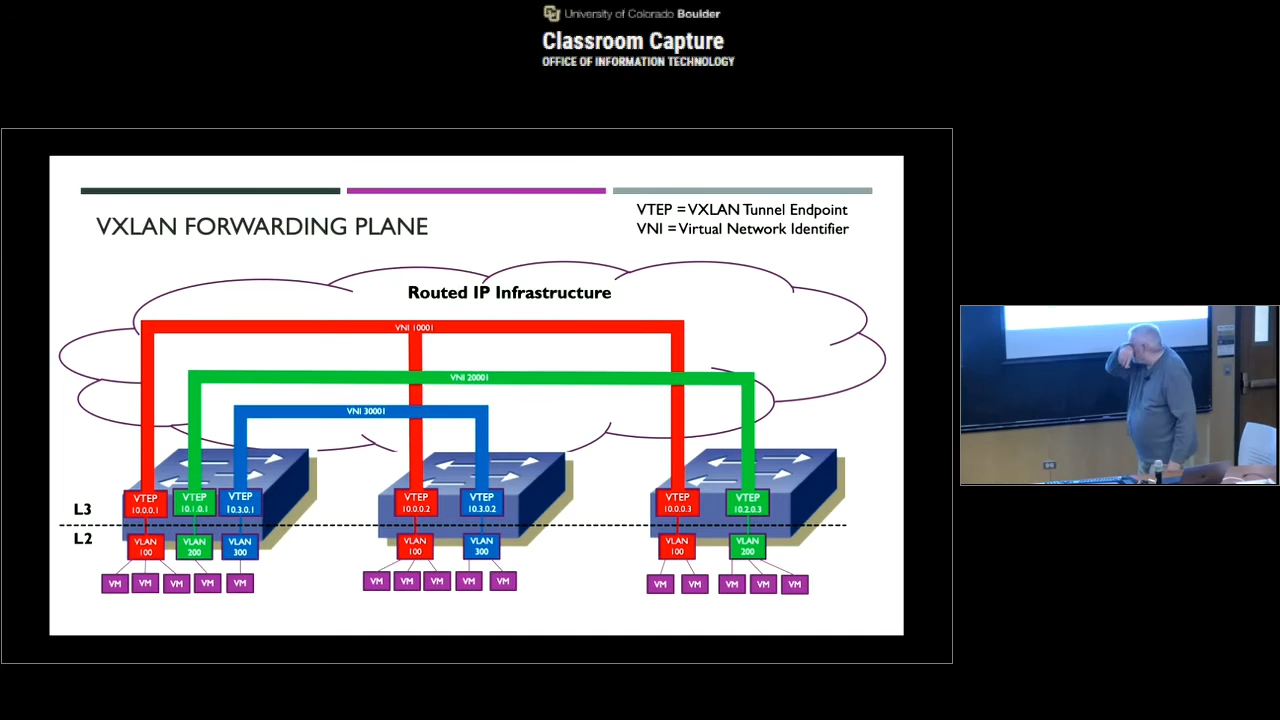 University of Colorado Boulder
Classroom Capture
OFFICE OF INFORMATION TECHNOLOGY
VXLAN FORWARDING PLANE
VTEP = VXLAN Tunnel Endpoint
VNI = Virtual Network Identifier
Routed IP Infrastructure
VNI 10001
VNI 20001
VNI 30001
L3
VTEP
10.0.0.1
VTEP
10.1.0.1
VTEP
10.3.0.1
VTEP
10.0.0.2
VTEP
10.3.0.2
VTEP
10.0.0.3
VTEP
10.2.0.3
L2
VLAN
100
VLAN
200
VLAN
300
VLAN
100
VLAN
300
VLAN
100
VLAN
200
VM VM VM VM VM
VM VM VM VM VM
VM VM VM VM VM